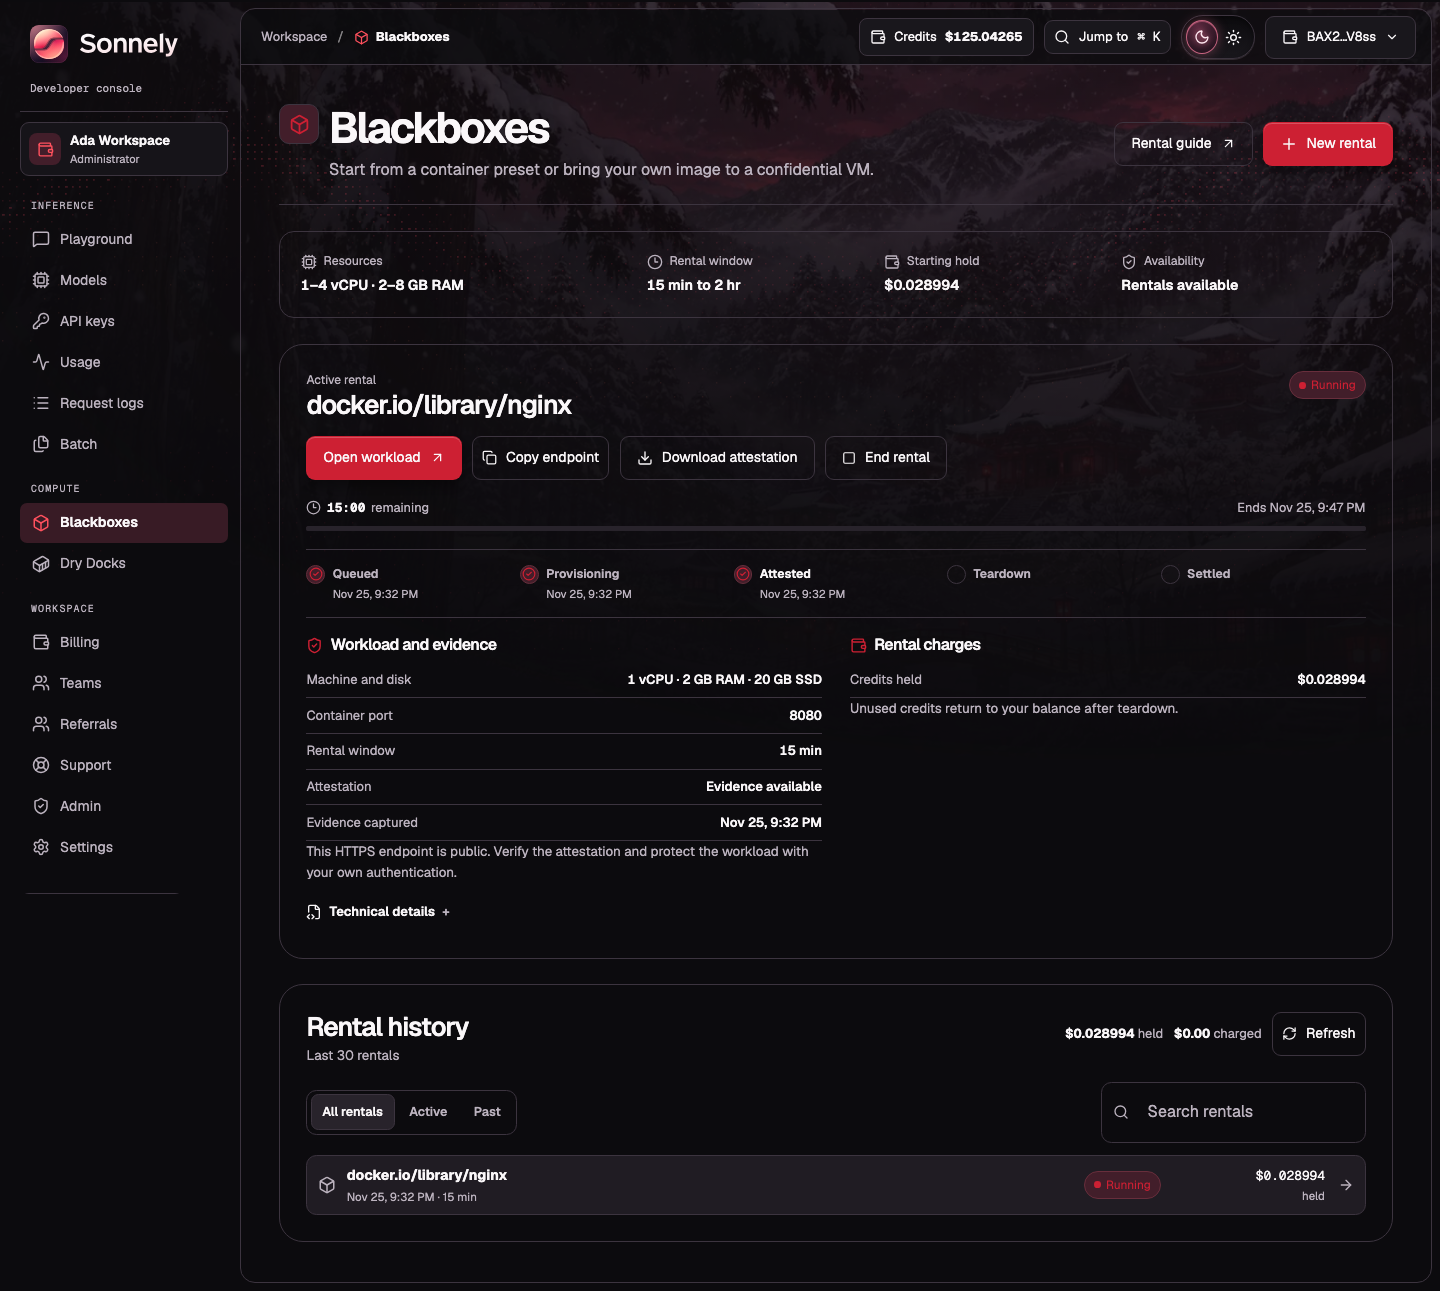 Sonnely
Developer console
Ada Workspace
Administrator
INFERENCE
Playground
Models
API keys
Usage
Request logs
Batch
COMPUTE
Blackboxes
Dry Docks
WORKSPACE
Billing
Teams
Referrals
Support
Admin
Settings
Workspace / Blackboxes
Credits $125.04265
Jump to ⌘ K
BAX2…V8ss
Blackboxes
Start from a container preset or bring your own image to a confidential VM.
Rental guide
New rental
Resources
1–4 vCPU · 2–8 GB RAM
Rental window
15 min to 2 hr
Starting hold
$0.028994
Availability
Rentals available
Active rental
docker.io/library/nginx
Running
Open workload
Copy endpoint
Download attestation
End rental
15:00 remaining
Ends Nov 25, 9:47 PM
Queued
Nov 25, 9:32 PM
Provisioning
Nov 25, 9:32 PM
Attested
Nov 25, 9:32 PM
Teardown
Settled
Workload and evidence
Machine and disk 1 vCPU · 2 GB RAM · 20 GB SSD
Container port 8080
Rental window 15 min
Attestation Evidence available
Evidence captured Nov 25, 9:32 PM
This HTTPS endpoint is public. Verify the attestation and protect the workload with
your own authentication.
Technical details +
Rental charges
Credits held $0.028994
Unused credits return to your balance after teardown.
Rental history
Last 30 rentals
$0.028994 held $0.00 charged
Refresh
All rentals
Active
Past
Search rentals
docker.io/library/nginx
Nov 25, 9:32 PM · 15 min
Running
$0.028994
held